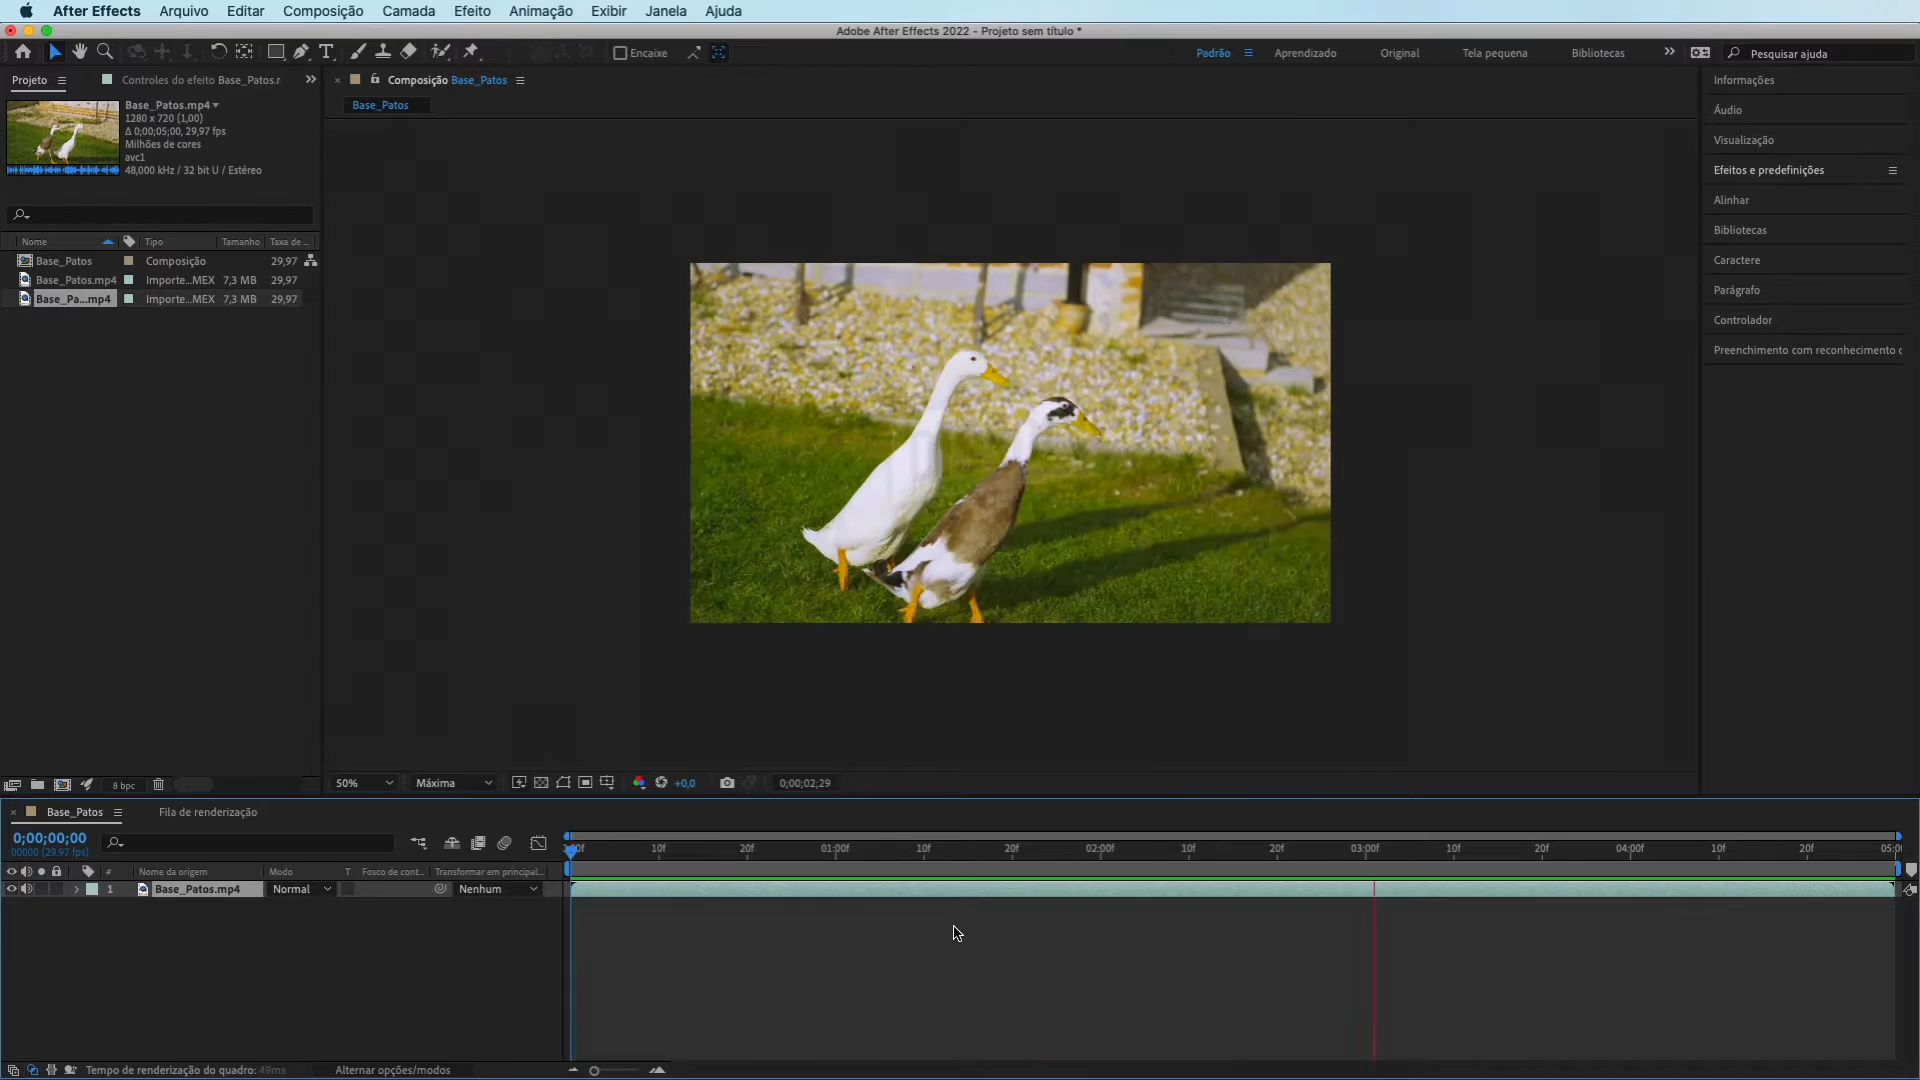 After Effects Arquivo Editar Composição Camada Efeito Animação Exibir Janela Ajuda
Adobe After Effects 2022 - Projeto sem título *
Encaixe
Padrão Aprendizado Original Tela pequena Bibliotecas
Pesquisar ajuda
Projeto Controles do efeito Base_Patos.r
Composição Base_Patos
Base_Patos
Base_Patos.mp4
1280 x 720 (1,00)
Δ 0;00;05;00, 29,97 fps
Milhões de cores
avc1
48,000 kHz / 32 bit U / Estéreo
Nome Tipo Tamanho Taxa de ...
Base_Patos Composição 29,97
Base_Patos.mp4 Importe...MEX 7,3 MB 29,97
Base_Pa...mp4 Importe...MEX 7,3 MB 29,97
Informações
Áudio
Visualização
Efeitos e predefinições
Alinhar
Bibliotecas
Caractere
Parágrafo
Controlador
Preenchimento com reconhecimento c
8 bpc
50% Máxima +0,0 0;00;02;29
Base_Patos Fila de renderização
0;00;00;00
00000 (29.97 fps)
10f 20f 01:00f 10f 20f 02:00f 10f 20f 03:00f 10f 20f 04:00f 10f 20f
# Nome da origem Modo T Fosco de cont... Transformar em principal...
1 Base_Patos.mp4 Normal Nenhum
Tempo de renderização do quadro: 49ms Alternar opções/modos